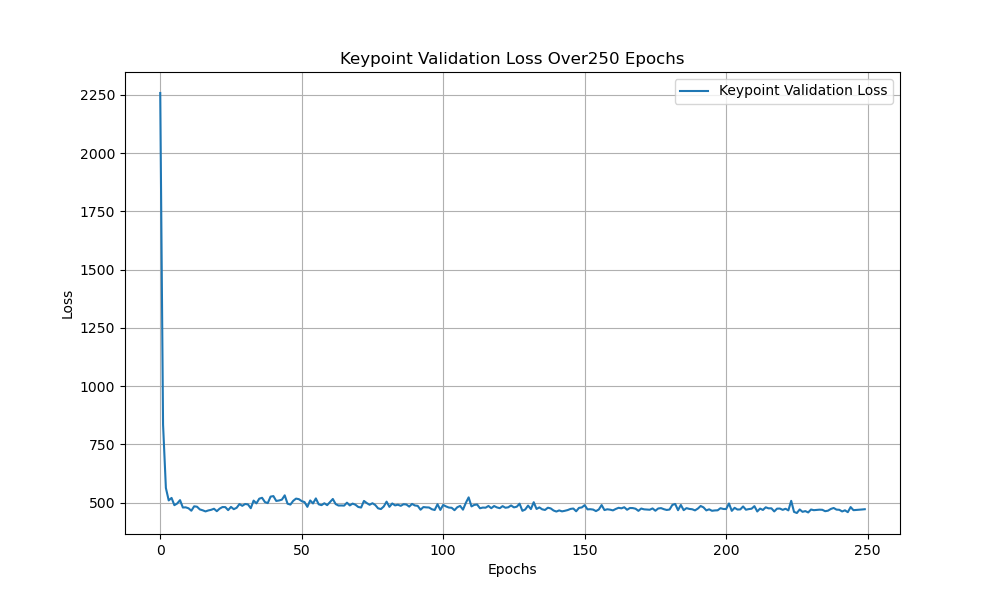 Keypoint Validation Loss Over250 Epochs
Keypoint Validation Loss
2250
2000
1750
1500
1250
1000
750
500
Loss
0 50 100 150 200 250
Epochs